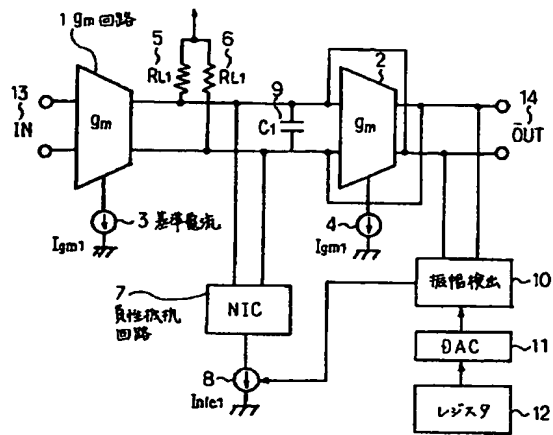 1 gm 回路
5
6
2
13
RL1
RL1
9
14
IN
gm
C1
gm
OUT
3 基準電流
4
Igm1
Igm1
7
負性抵抗
回路
NIC
振幅検出
10
8
DAC
11
Inic1
レジスタ
12